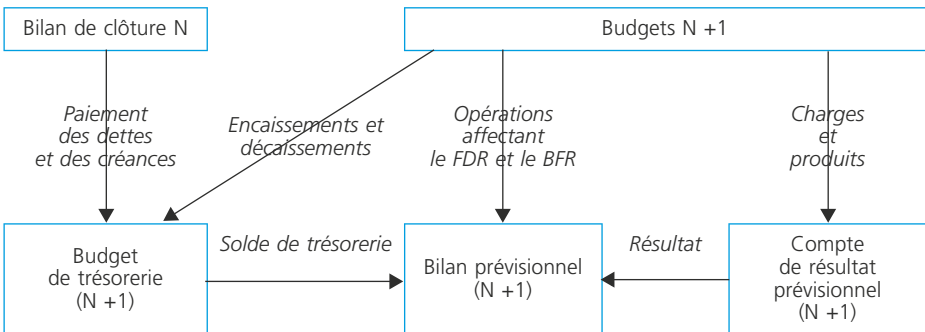 Bilan de clôture N
Budgets N +1
Paiement
des dettes
et des créances
Encaissements et
décaissements
Opérations
affectant
le FDR et le BFR
Charges
et
produits
Budget
de trésorerie
(N +1)
Solde de trésorerie
Bilan prévisionnel
(N +1)
Résultat
Compte
de résultat
prévisionnel
(N +1)